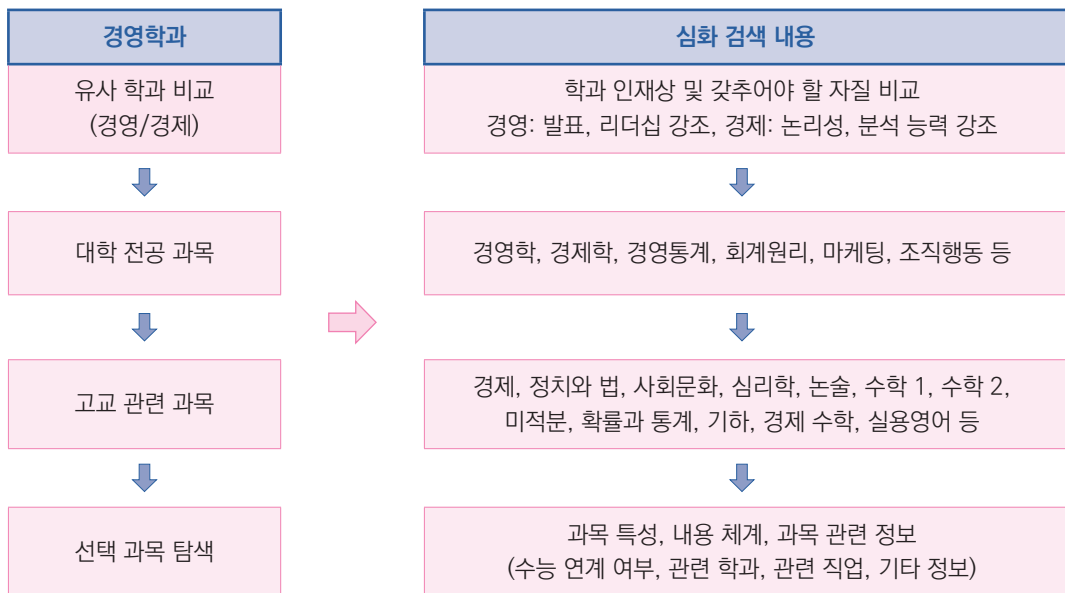 경영학과
심화 검색 내용
유사 학과 비교
(경영/경제)
학과 인재상 및 갖추어야 할 자질 비교
경영: 발표, 리더십 강조, 경제: 논리성, 분석 능력 강조
대학 전공 과목
경영학, 경제학, 경영통계, 회계원리, 마케팅, 조직행동 등
고교 관련 과목
경제, 정치와 법, 사회문화, 심리학, 논술, 수학 1, 수학 2,
미적분, 확률과 통계, 기하, 경제 수학, 실용영어 등
선택 과목 탐색
과목 특성, 내용 체계, 과목 관련 정보
(수능 연계 여부, 관련 학과, 관련 직업, 기타 정보)